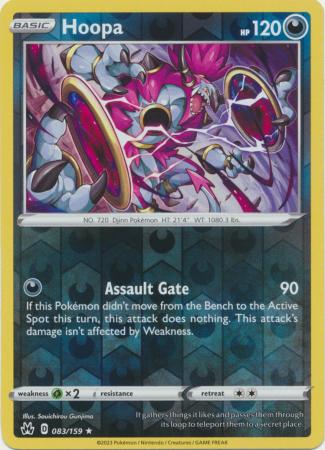 BASIC Hoopa HP 120
NO. 720 Djinn Pokémon HT: 21'4" WT: 1080.3 lbs.
Assault Gate 90
If this Pokémon didn't move from the Bench to the Active
Spot this turn, this attack does nothing. This attack's
damage isn't affected by Weakness.
weakness ×2 resistance retreat
Illus. Souichirou Gunjima
083/159 ★
It gathers things it likes and passes them through
its loop to teleport them to a secret place.
©2023 Pokémon / Nintendo / Creatures / GAME FREAK